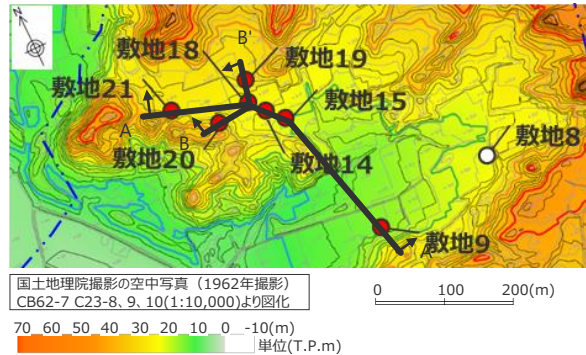 N
敷地18
B'
敷地19
敷地21
敷地15
A
B
敷地8
敷地20
敷地14
敷地9
A'
国土地理院撮影の空中写真（1962年撮影）
CB62-7 C23-8、9、10(1:10,000)より図化
0 100 200(m)
70 60 50 40 30 20 10 0 -10(m)
単位(T.P.m)